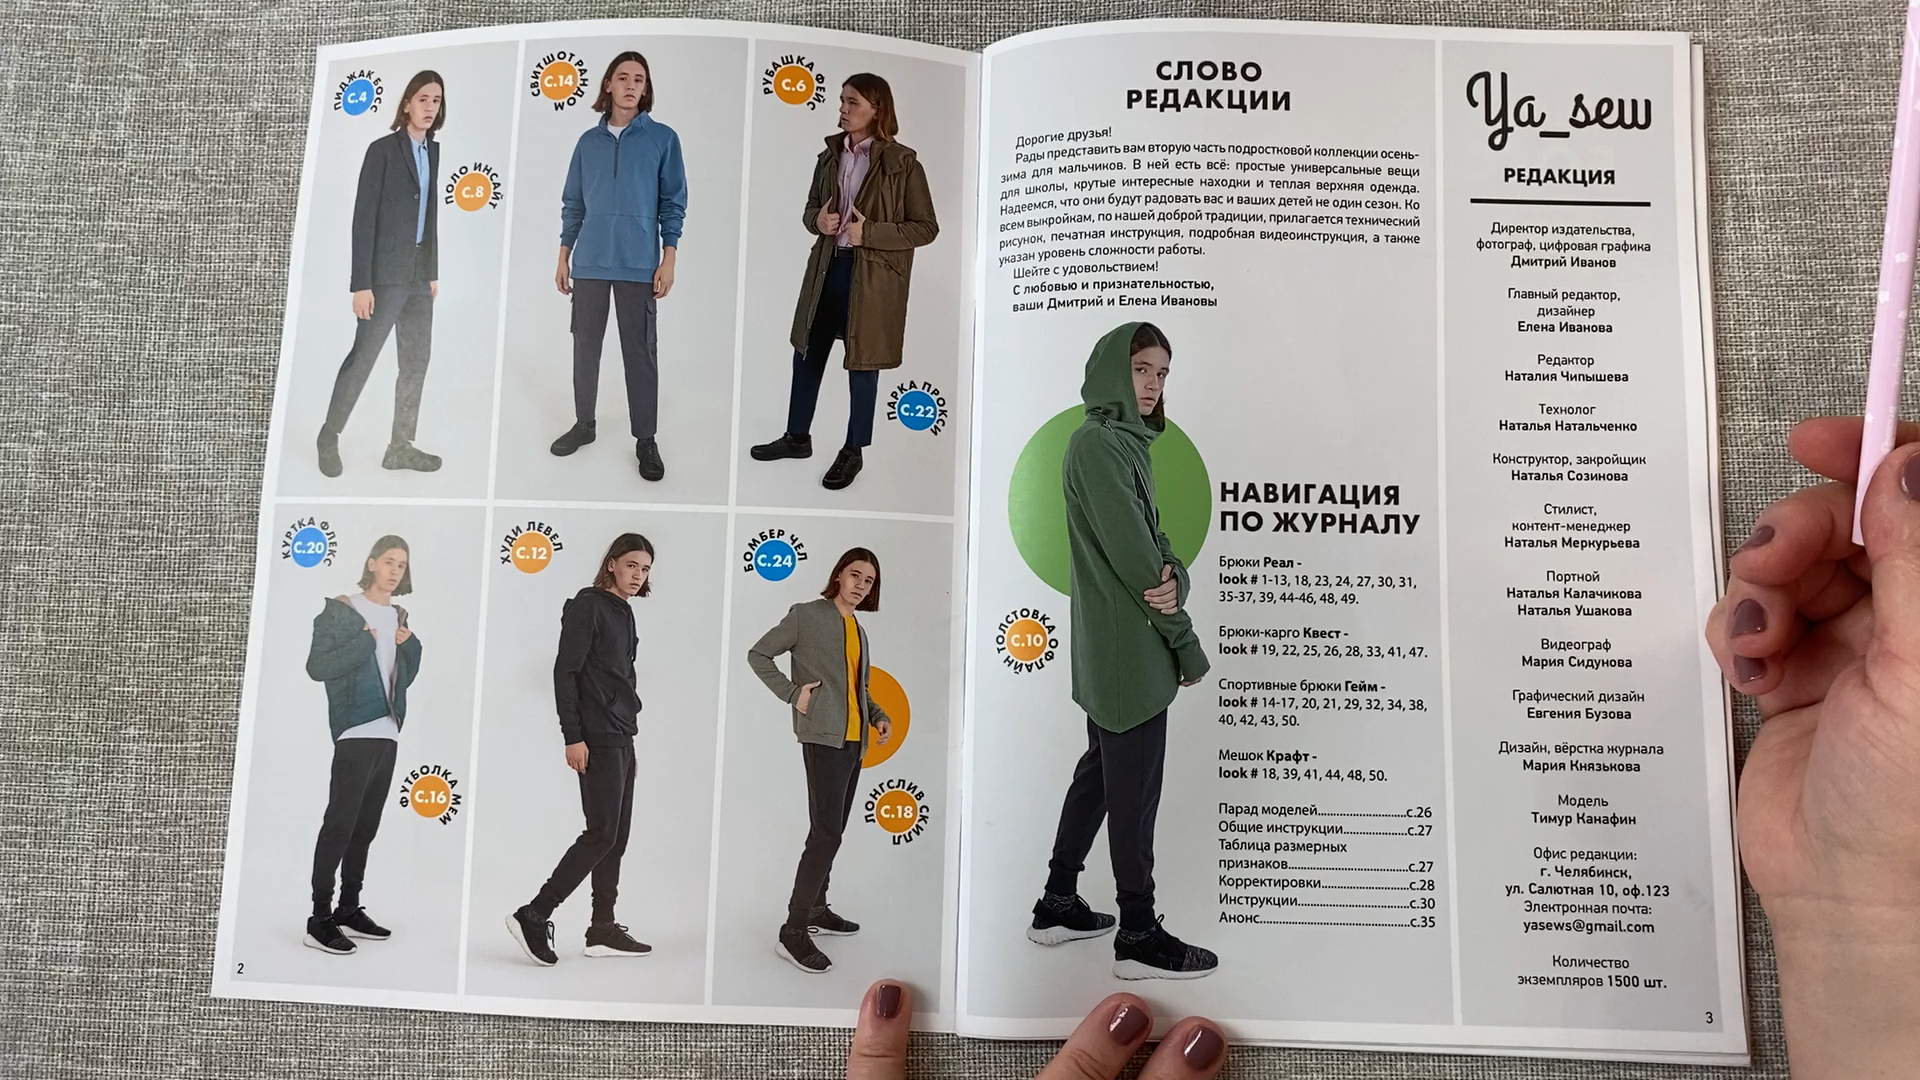 ПИДЖАК БОСС
С.4
ПОЛО ИНСАЙТ
С.8
СВИТШОТ РАНДОМ
С.14
РУБАШКА ФЕЙС
С.6
ПАРКА ПРОКСИ
С.22
КУРТКА ФЛЕКС
С.20
ФУТБОЛКА МЕМ
С.16
ХУДИ ЛЕВЕЛ
С.12
БОМБЕР ЧЕЛ
С.24
ЛОНГСЛИВ СКИЛЛ
С.18
2
СЛОВО
РЕДАКЦИИ
Дорогие друзья!
Рады представить вам вторую часть подростковой коллекции осень-
зима для мальчиков. В ней есть всё: простые универсальные вещи
для школы, крутые интересные находки и теплая верхняя одежда.
Надеемся, что они будут радовать вас и ваших детей не один сезон. Ко
всем выкройкам, по нашей доброй традиции, прилагается технический
рисунок, печатная инструкция, подробная видеоинструкция, а также
указан уровень сложности работы.
Шейте с удовольствием!
С любовью и признательностью,
ваши Дмитрий и Елена Ивановы
ТОЛСТОВКА ОФЛАЙН
С.10
НАВИГАЦИЯ
ПО ЖУРНАЛУ
Брюки Реал -
look # 1-13, 18, 23, 24, 27, 30, 31,
35-37, 39, 44-46, 48, 49.
Брюки-карго Квест -
look # 19, 22, 25, 26, 28, 33, 41, 47.
Спортивные брюки Гейм -
look # 14-17, 20, 21, 29, 32, 34, 38,
40, 42, 43, 50.
Мешок Крафт -
look # 18, 39, 41, 44, 48, 50.
Парад моделей......................с.26
Общие инструкции................с.27
Таблица размерных
признаков...............................с.27
Корректировки.....................с.28
Инструкции...........................с.30
Анонс.....................................с.35
Ya_sew
РЕДАКЦИЯ
Директор издательства,
фотограф, цифровая графика
Дмитрий Иванов
Главный редактор,
дизайнер
Елена Иванова
Редактор
Наталия Чипышева
Технолог
Наталья Натальченко
Конструктор, закройщик
Наталья Созинова
Стилист,
контент-менеджер
Наталья Меркурьева
Портной
Наталья Калачикова
Наталья Ушакова
Видеограф
Мария Сидунова
Графический дизайн
Евгения Бузова
Дизайн, вёрстка журнала
Мария Князькова
Модель
Тимур Канафин
Офис редакции:
г. Челябинск,
ул. Салютная 10, оф.123
Электронная почта:
yasews@gmail.com
Количество
экземпляров 1500 шт.
3